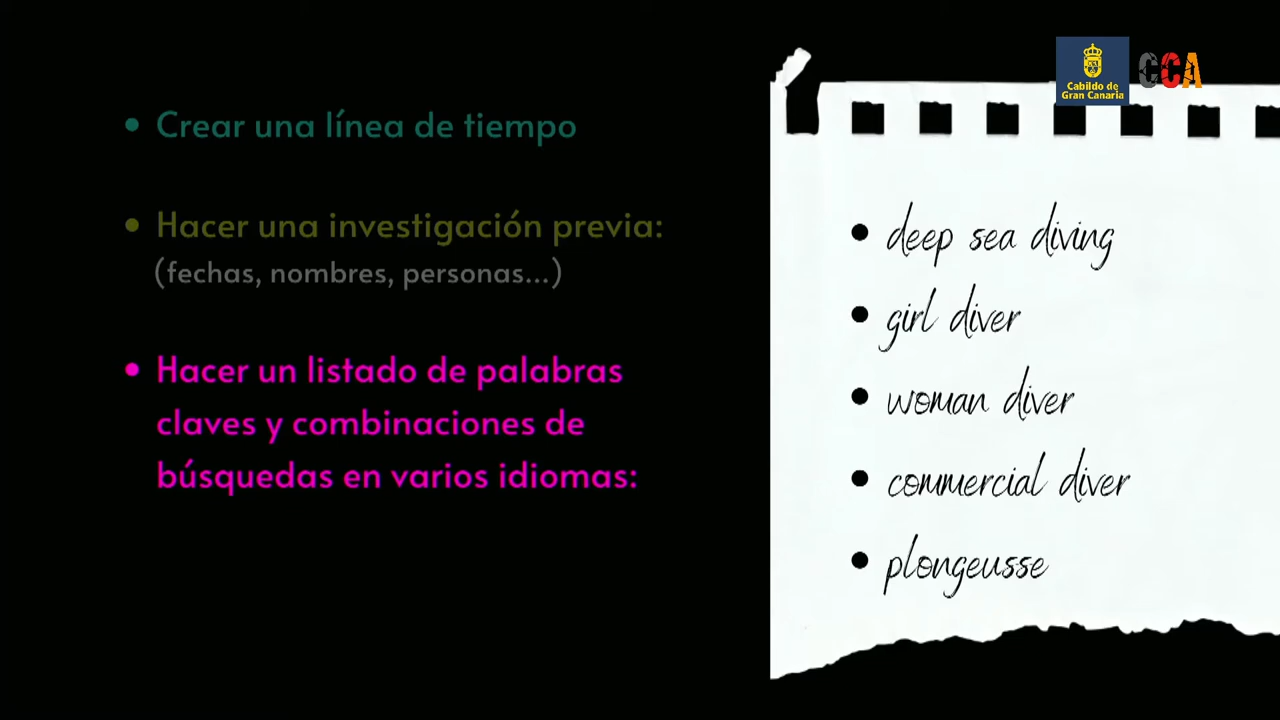 Crear una línea de tiempo
Hacer una investigación previa:
(fechas, nombres, personas...)
Hacer un listado de palabras
claves y combinaciones de
búsquedas en varios idiomas:
Cabildo de
Gran Canaria
CCA
deep sea diving
girl diver
woman diver
commercial diver
plongeusse